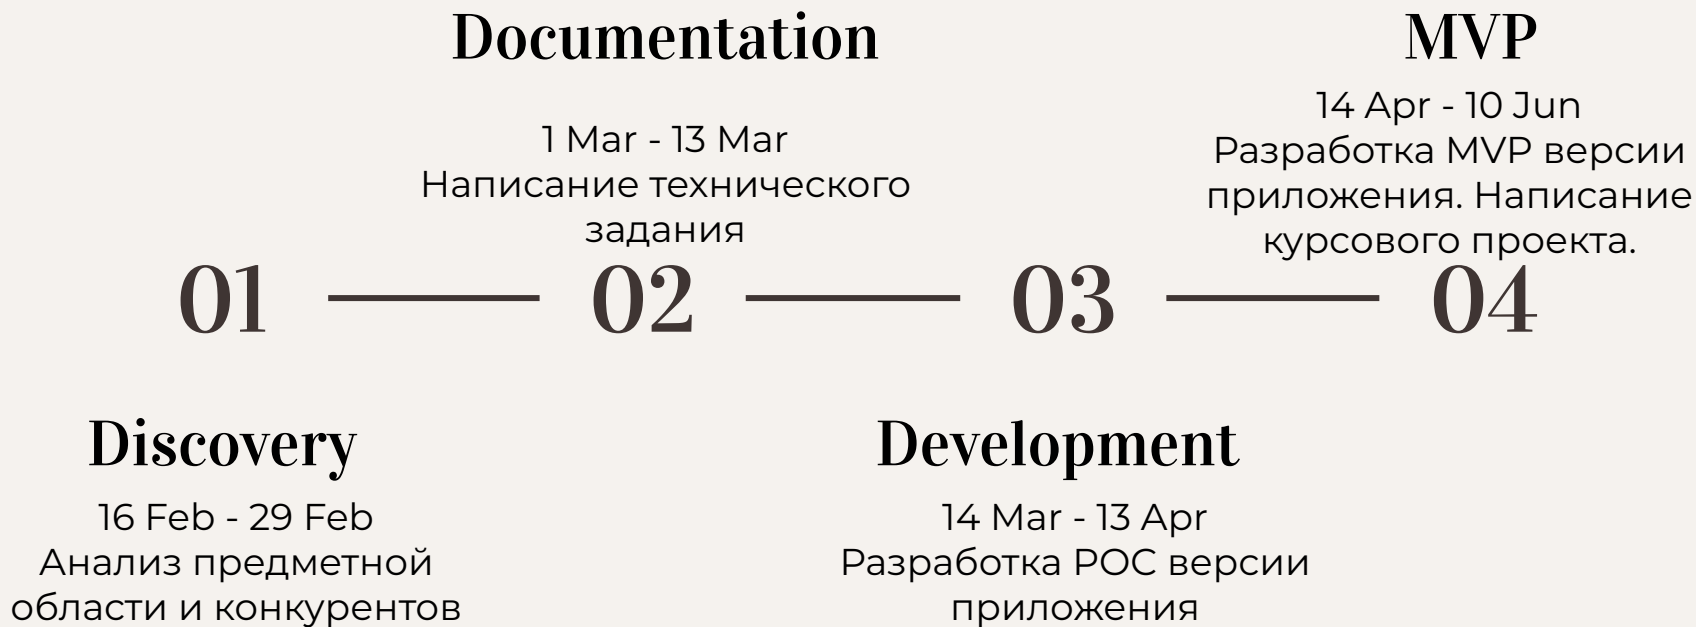 Documentation
1 Mar - 13 Mar
Написание технического
задания
MVP
14 Apr - 10 Jun
Разработка MVP версии
приложения. Написание
курсового проекта.
01
02
03
04
Discovery
16 Feb - 29 Feb
Анализ предметной
области и конкурентов
Development
14 Mar - 13 Apr
Разработка POC версии
приложения